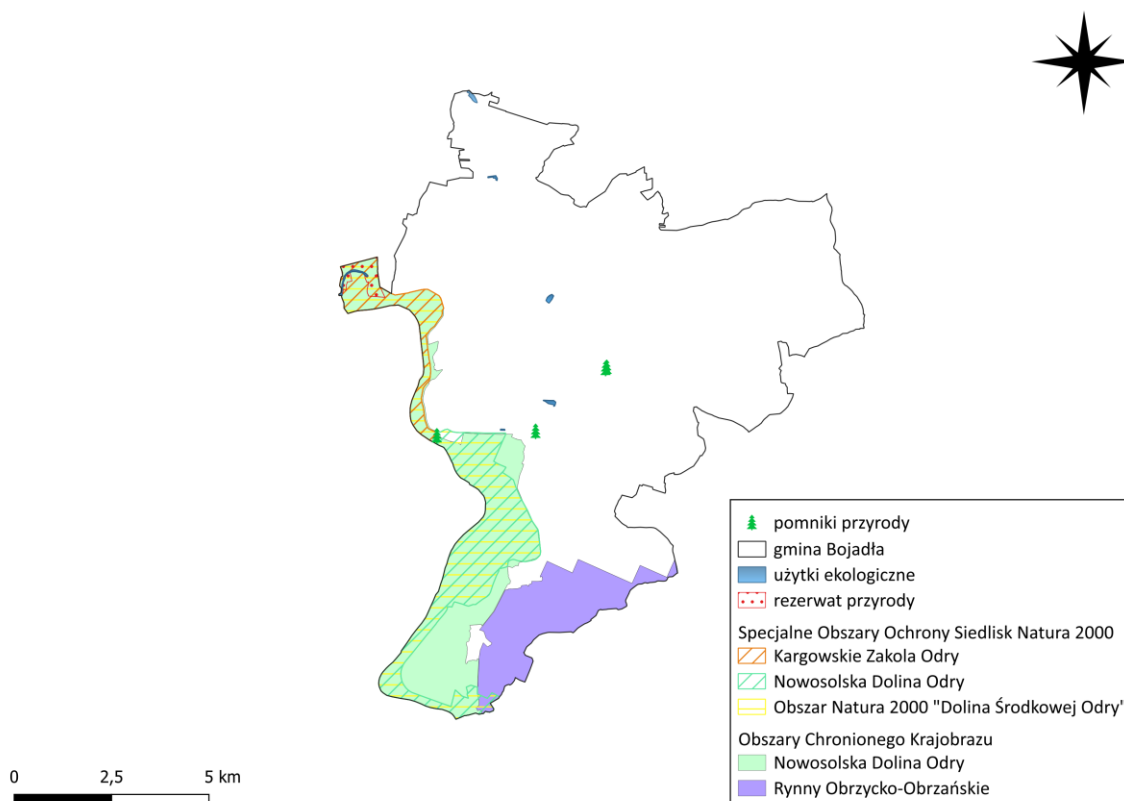 pomniki przyrody
gmina Bojadła
użytki ekologiczne
rezerwat przyrody
Specjalne Obszary Ochrony Siedlisk Natura 2000
Kargowskie Zakola Odry
Nowosolska Dolina Odry
Obszar Natura 2000 "Dolina Środkowej Odry"
Obszary Chronionego Krajobrazu
Nowosolska Dolina Odry
Rynny Obrzycko-Obrzańskie
0 2,5 5 km